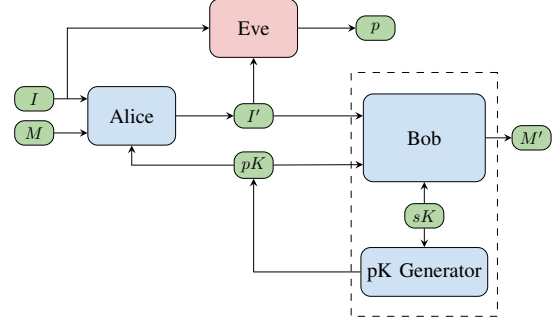 Eve
p
I
Alice
I'
M
pK
Bob
M'
sK
pK Generator